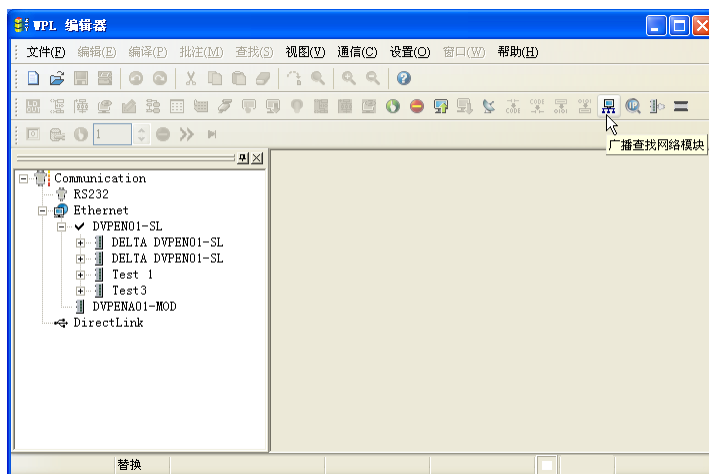 WPL 编辑器
文件(F) 编辑(E) 编译(P) 批注(M) 查找(S) 视图(V) 通信(C) 设置(O) 窗口(W) 帮助(H)
1
广播查找网络模块
Communication
RS232
Ethernet
DVPEN01-SL
DELTA DVPEN01-SL
DELTA DVPEN01-SL
Test 1
Test3
DVPENA01-MOD
DirectLink
替换